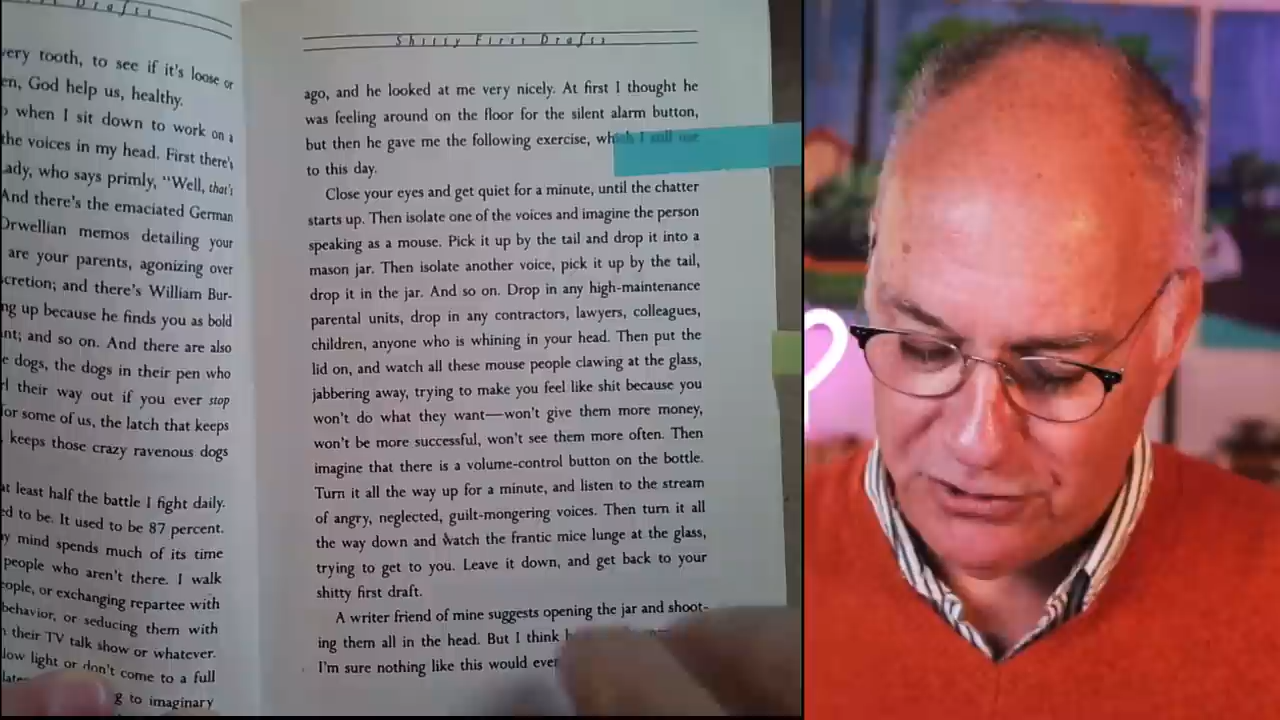 Drafts
very tooth, to see if it's loose or
God help us, healthy.
when I sit down to work on a
the voices in my head. First there's
who says primly, "Well, that's
And there's the emaciated German
Orwellian memos detailing your
are your parents, agonizing over
and there's William Bur-
up because he finds you as bold
and so on. And there are also
dogs, the dogs in their pen who
their way out if you ever stop
for some of us, the latch that keeps
keeps those crazy ravenous dogs
at least half the battle I fight daily.
to be. It used to be 87 percent.
mind spends much of its time
people who aren't there. I walk
or exchanging repartee with
behavior, or seducing them with
their TV talk show or whatever.
low light or don't come to a full
to imaginary
Shitty First Drafts
ago, and he looked at me very nicely. At first I thought he
was feeling around on the floor for the silent alarm button,
but then he gave me the following exercise, which I still use
to this day.
Close your eyes and get quiet for a minute, until the chatter
starts up. Then isolate one of the voices and imagine the person
speaking as a mouse. Pick it up by the tail and drop it into a
mason jar. Then isolate another voice, pick it up by the tail,
drop it in the jar. And so on. Drop in any high-maintenance
parental units, drop in any contractors, lawyers, colleagues,
children, anyone who is whining in your head. Then put the
lid on, and watch all these mouse people clawing at the glass,
jabbering away, trying to make you feel like shit because you
won't do what they want—won't give them more money,
won't be more successful, won't see them more often. Then
imagine that there is a volume-control button on the bottle.
Turn it all the way up for a minute, and listen to the stream
of angry, neglected, guilt-mongering voices. Then turn it all
the way down and watch the frantic mice lunge at the glass,
trying to get to you. Leave it down, and get back to your
shitty first draft.
A writer friend of mine suggests opening the jar and shoot-
ing them all in the head. But I think
I'm sure nothing like this would ever